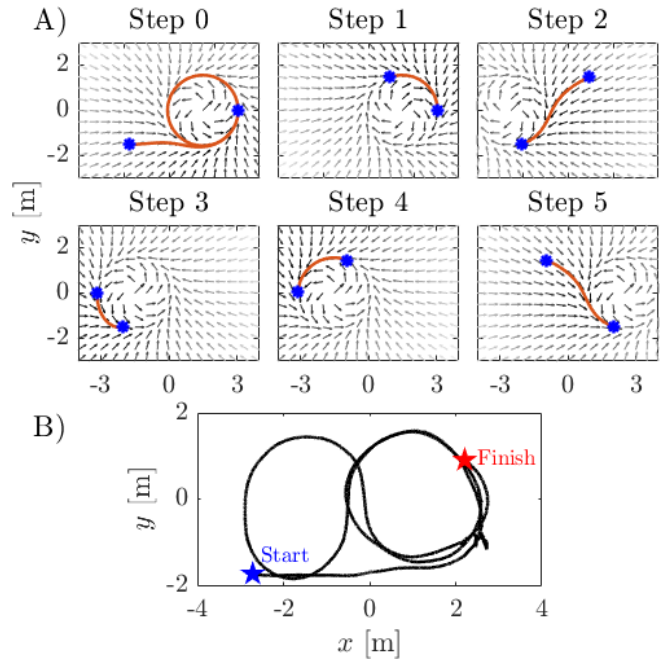 A)
Step 0 Step 1 Step 2
2
0
-2
Step 3 Step 4 Step 5
y [m]
2
0
-2
-3 0 3 -3 0 3 -3 0 3
B)
2
0
-2
y [m]
Finish
Start
-4 -2 0 2 4
x [m]